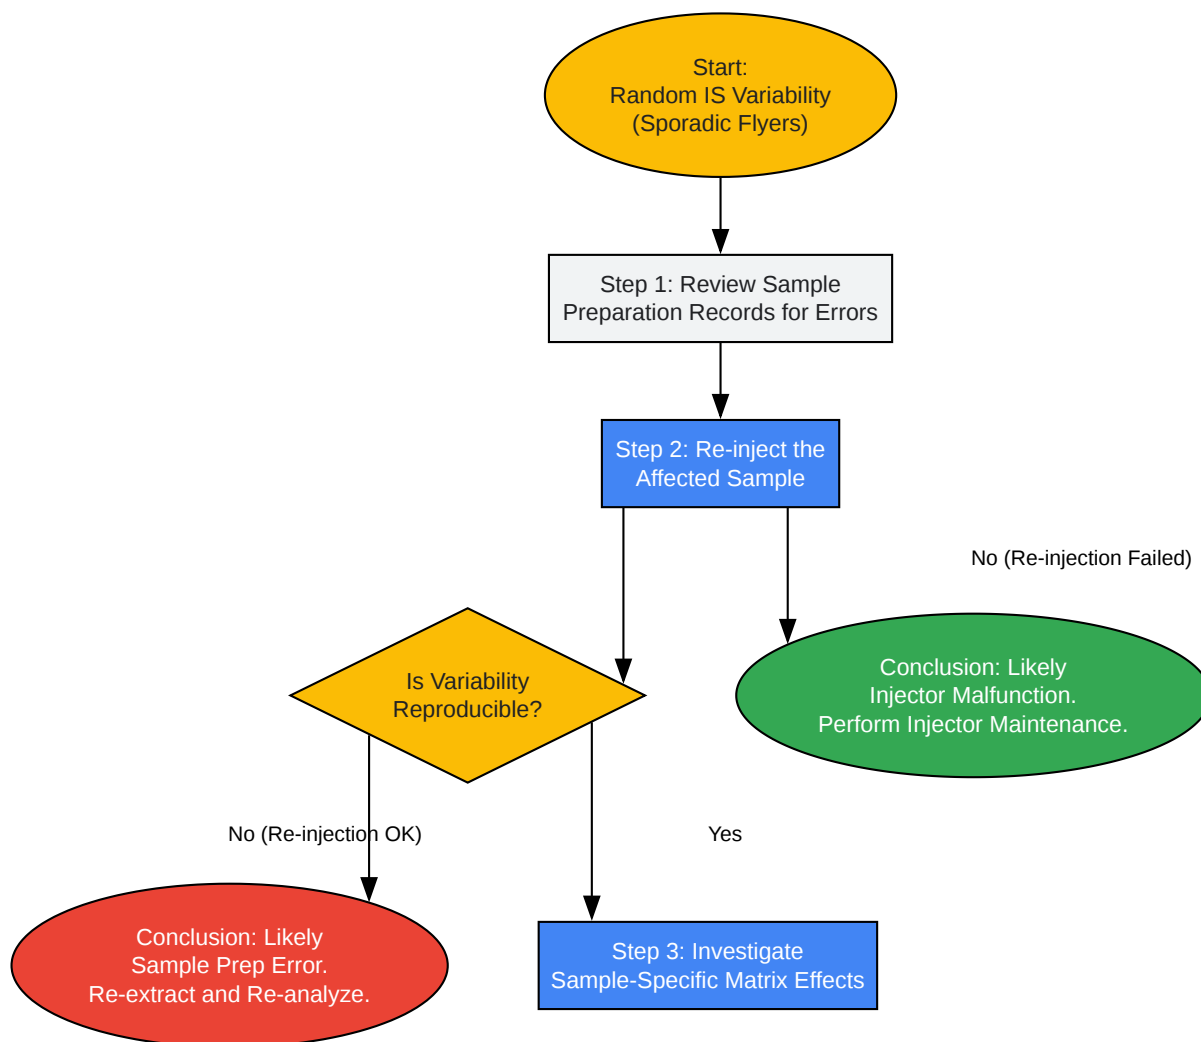 Start:
Random IS Variability
(Sporadic Flyers)
Step 1: Review Sample
Preparation Records for Errors
Step 2: Re-inject the
Affected Sample
No (Re-injection Failed)
Is Variability
Reproducible?
Conclusion: Likely
Injector Malfunction.
Perform Injector Maintenance.
No (Re-injection OK)
Yes
Conclusion: Likely
Sample Prep Error.
Re-extract and Re-analyze.
Step 3: Investigate
Sample-Specific Matrix Effects